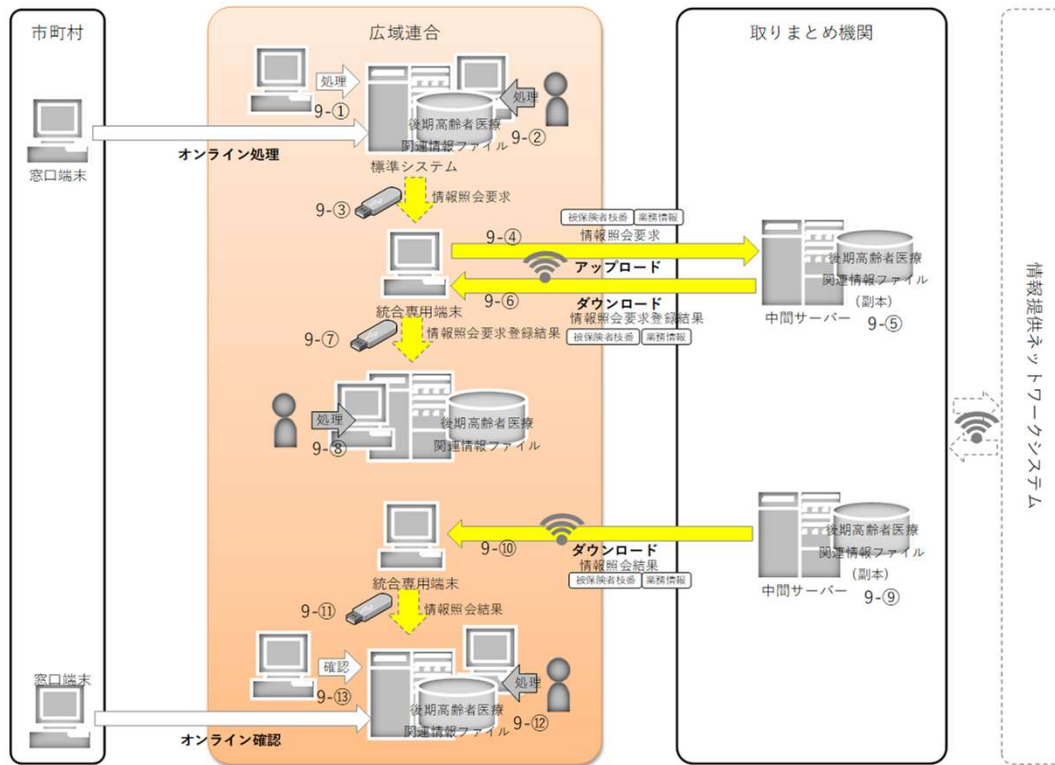 市町村
広域連合
取りまとめ機関
処理
9-①
処理
9-②
後期高齢者医療
関連情報ファイル
標準システム
窓口端末
オンライン処理
9-③
情報照会要求
9-④
被保険者枝番
業務情報
情報照会要求
アップロード
9-⑥
ダウンロード
情報照会要求登録結果
被保険者枝番
業務情報
統合専用端末
後期高齢者医療
関連情報ファイル
(副本)
中間サーバー
9-⑤
9-⑦
情報照会要求登録結果
処理
9-⑧
後期高齢者医療
関連情報ファイル
情報提供ネットワークシステム
9-⑩
ダウンロード
情報照会結果
被保険者枝番
業務情報
統合専用端末
後期高齢者医療
関連情報ファイル
(副本)
中間サーバー
9-⑨
9-⑪
情報照会結果
確認
9-⑬
処理
9-⑫
後期高齢者医療
関連情報ファイル
窓口端末
オンライン確認